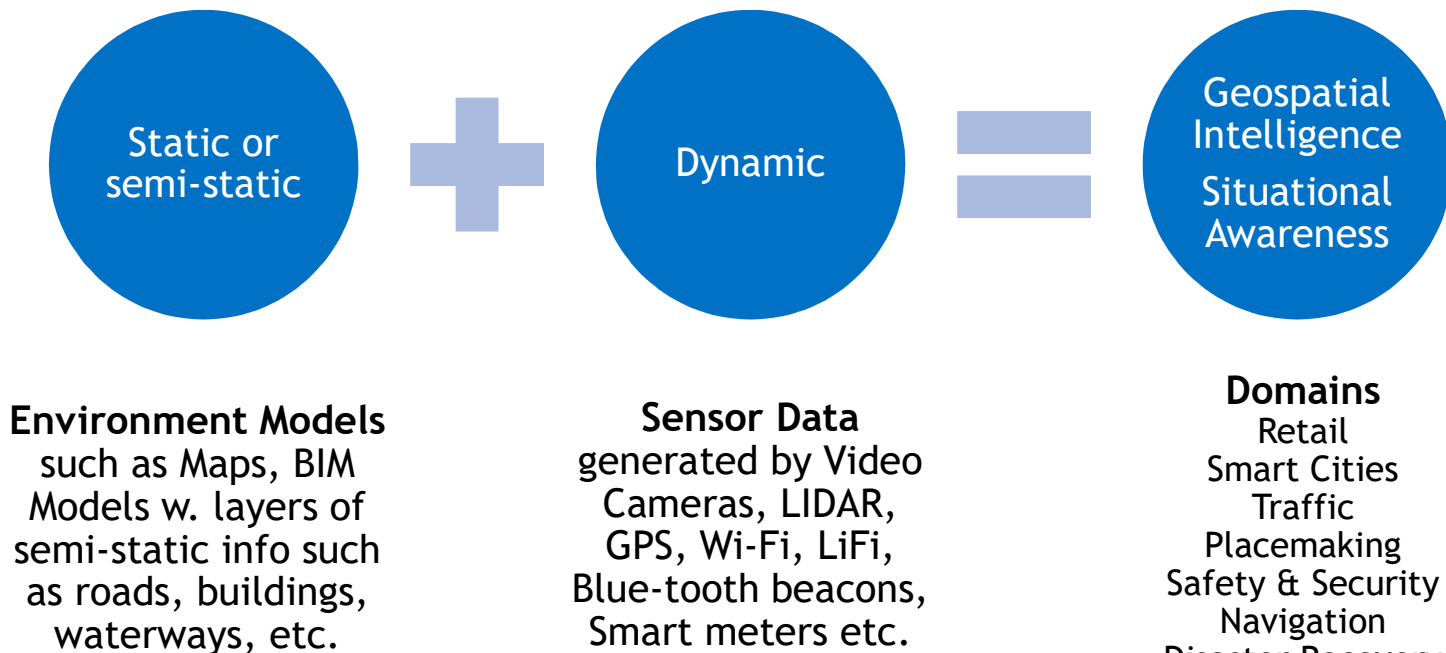 Static or
semi-static
Dynamic
Geospatial
Intelligence
Situational
Awareness
Environment Models
such as Maps, BIM
Models w. layers of
semi-static info such
as roads, buildings,
waterways, etc.
Sensor Data
generated by Video
Cameras, LIDAR,
GPS, Wi-Fi, LiFi,
Blue-tooth beacons,
Smart meters etc.
Domains
Retail
Smart Cities
Traffic
Placemaking
Safety & Security
Navigation
Disaster Recovery